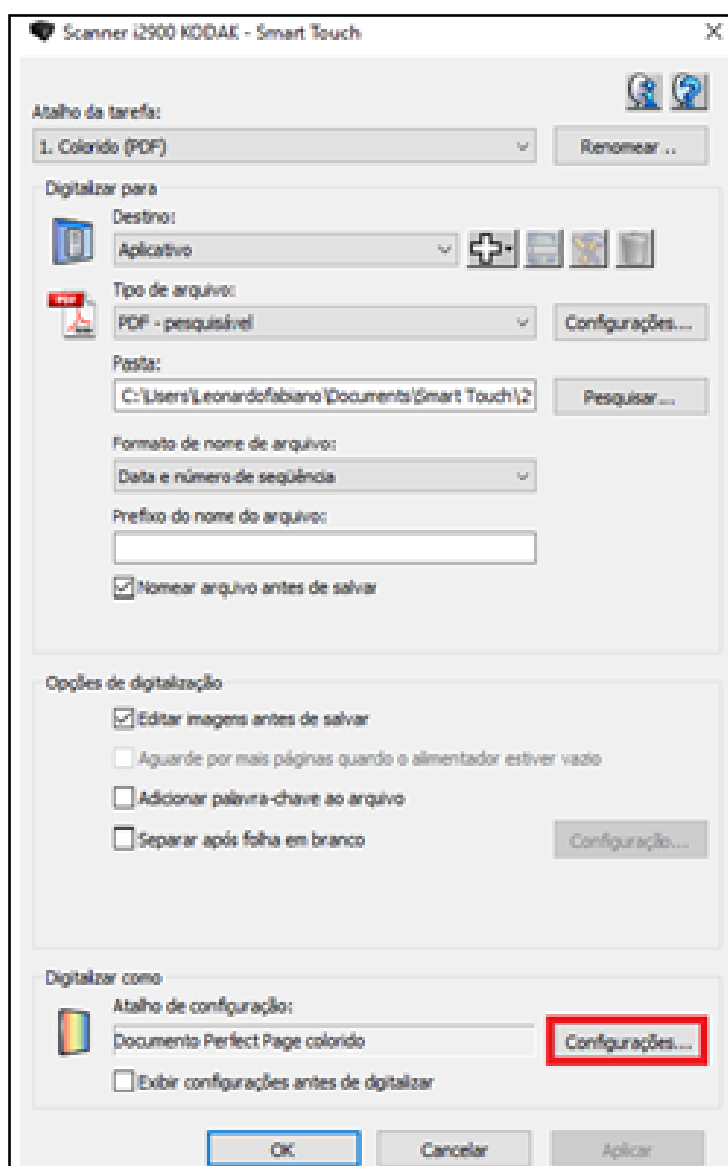 Scanner i2900 KODAK - Smart Touch
Atalho da tarefa:
1. Colorido (PDF)
Renomear ..
Digitalizar para
Destino:
Aplicativo
Tipo de arquivo:
PDF - pesquisável
Configurações...
Pasta:
C:\Users\Leonardofabiano\Documents\Smart Touch\i2
Pesquisar...
Formato de nome de arquivo:
Data e número de seqüência
Prefixo do nome do arquivo:
Nomear arquivo antes de salvar
Opções de digitalização
Editar imagens antes de salvar
Aguarde por mais páginas quando o alimentador estiver vazio
Adicionar palavra-chave ao arquivo
Separar após folha em branco
Configuração...
Digitalizar como
Atalho de configuração:
Documento Perfect Page colorido
Configurações...
Exibir configurações antes de digitalizar
OK
Cancelar
Aplicar